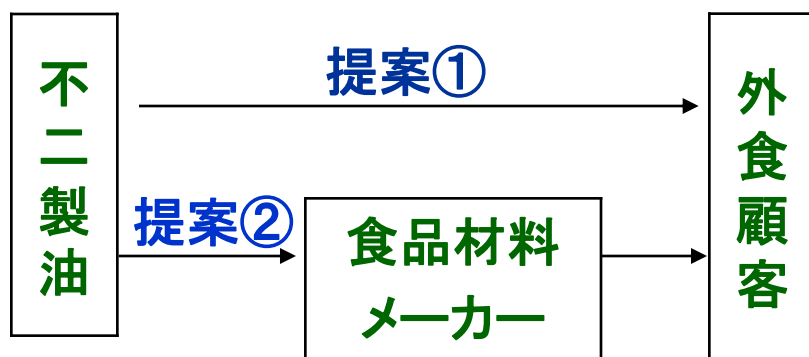 不二製油
提案①
提案②
食品材料
メーカー
外食顧客